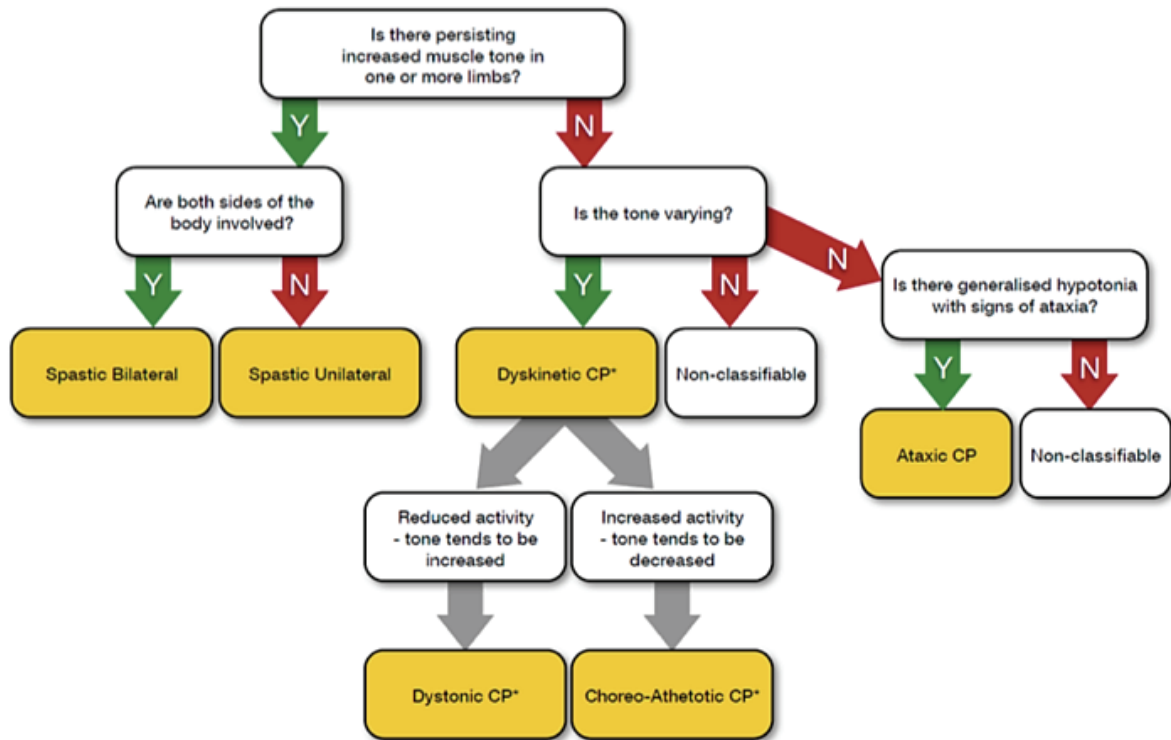 Is there persisting
increased muscle tone in
one or more limbs?
Y
N
Are both sides of the
body involved?
Is the tone varying?
N
Is there generalised hypotonia
with signs of ataxia?
Y
N
Y
N
Spastic Bilateral
Spastic Unilateral
Dyskinetic CP*
Non-classifiable
Y
N
Ataxic CP
Non-classifiable
Reduced activity
- tone tends to be
increased
Increased activity
- tone tends to be
decreased
Dystonic CP*
Choreo-Athetotic CP*